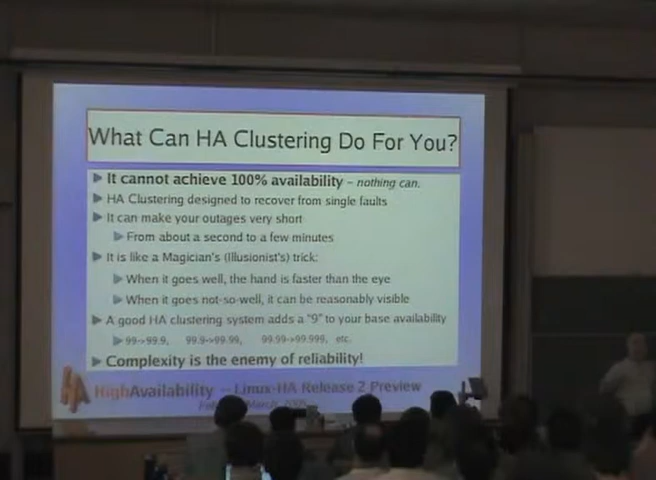 What Can HA Clustering Do For You?
It cannot achieve 100% availability – nothing can.
HA Clustering designed to recover from single faults
It can make your outages very short
From about a second to a few minutes
It is like a Magician's (Illusionist's) trick:
When it goes well, the hand is faster than the eye
When it goes not-so-well, it can be reasonably visible
A good HA clustering system adds a "9" to your base availability
99->99.9, 99.9->99.99, 99.99->99.999, etc.
Complexity is the enemy of reliability!
HA HighAvailability -- Linux-HA Release 2 Preview
March, 2005